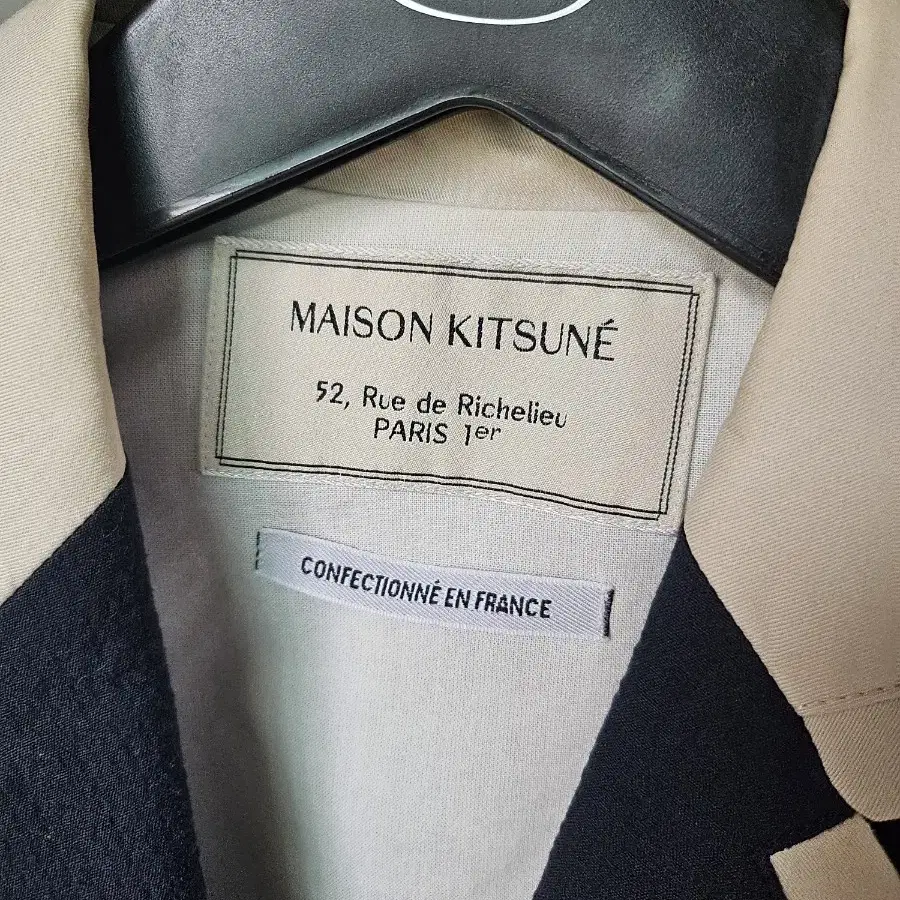 MAISON KITSUNÉ
52, Rue de Richelieu
PARIS 1er
CONFECTIONNÉ EN FRANCE